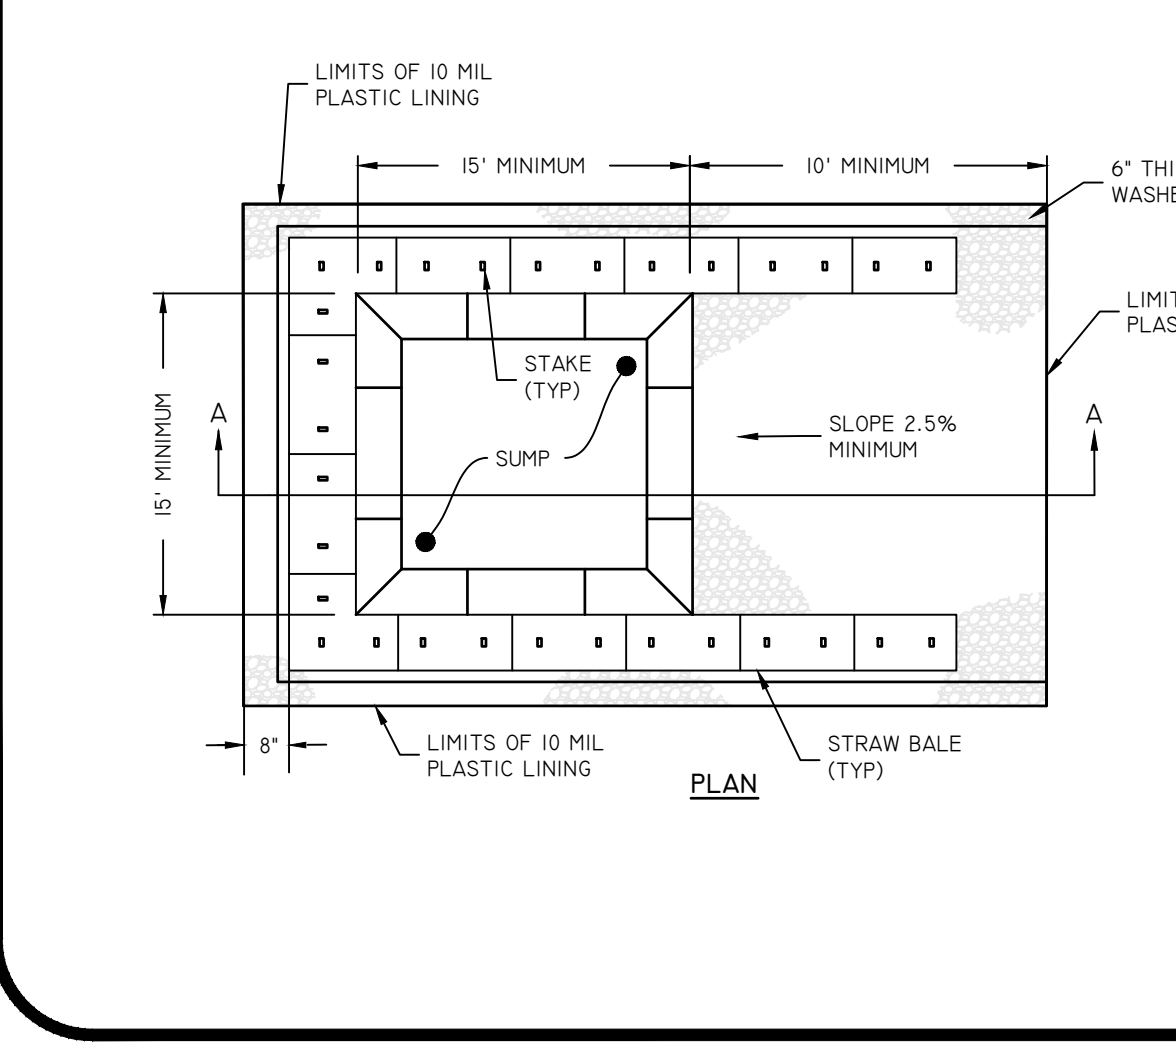 LIMITS OF 10 MIL
PLASTIC LINING
15' MINIMUM
10' MINIMUM
6"
STAKE
(TYP)
A
A
SLOPE 2.5%
MINIMUM
15' MINIMUM
SUMP
8"
LIMITS OF 10 MIL
PLASTIC LINING
STRAW BALE
(TYP)
PLAN